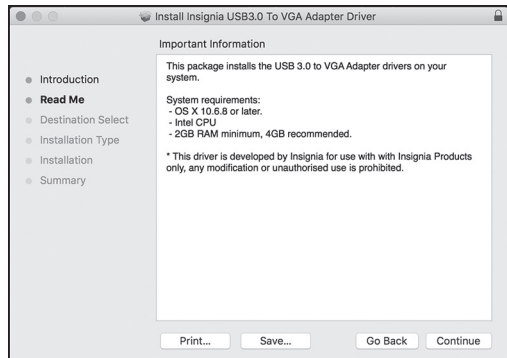 Install Insignia USB3.0 To VGA Adapter Driver
Important Information
Introduction
Read Me
Destination Select
Installation Type
Installation
Summary
This package installs the USB 3.0 to VGA Adapter drivers on your
system.
System requirements:
- OS X 10.6.8 or later.
- Intel CPU
- 2GB RAM minimum, 4GB recommended.
* This driver is developed by Insignia for use with with Insignia Products
only, any modification or unauthorised use is prohibited.
Print... Save... Go Back Continue